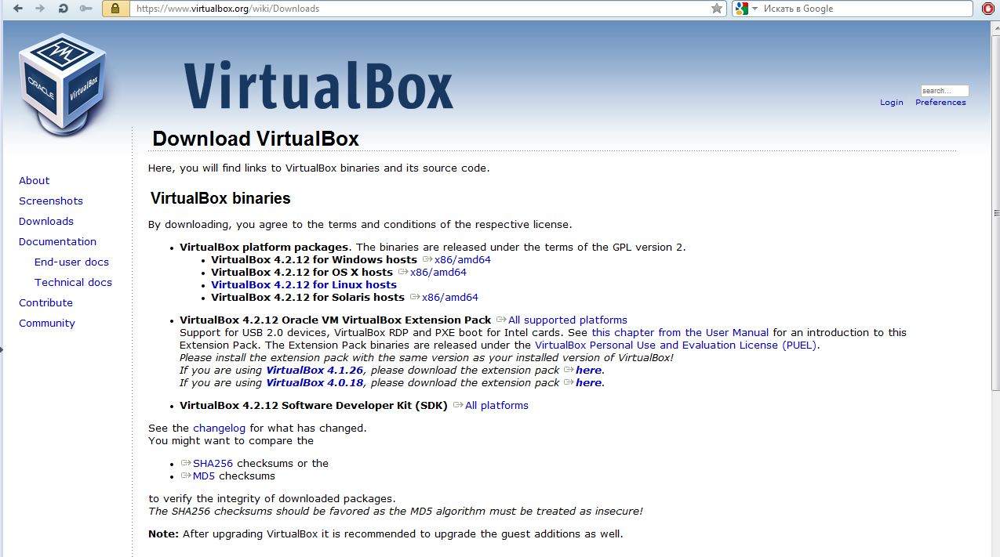 https://www.virtualbox.org/wiki/Downloads
Искать в Google
ORACLE
VirtualBox
VirtualBox
search...
Login Preferences
Download VirtualBox
Here, you will find links to VirtualBox binaries and its source code.
About
Screenshots
Downloads
Documentation
End-user docs
Technical docs
Contribute
Community
VirtualBox binaries
By downloading, you agree to the terms and conditions of the respective license.
• VirtualBox platform packages. The binaries are released under the terms of the GPL version 2.
• VirtualBox 4.2.12 for Windows hosts x86/amd64
• VirtualBox 4.2.12 for OS X hosts x86/amd64
• VirtualBox 4.2.12 for Linux hosts
• VirtualBox 4.2.12 for Solaris hosts x86/amd64
• VirtualBox 4.2.12 Oracle VM VirtualBox Extension Pack All supported platforms
Support for USB 2.0 devices, VirtualBox RDP and PXE boot for Intel cards. See this chapter from the User Manual for an introduction to this
Extension Pack. The Extension Pack binaries are released under the VirtualBox Personal Use and Evaluation License (PUEL).
Please install the extension pack with the same version as your installed version of VirtualBox!
If you are using VirtualBox 4.1.26, please download the extension pack here.
If you are using VirtualBox 4.0.18, please download the extension pack here.
• VirtualBox 4.2.12 Software Developer Kit (SDK) All platforms
See the changelog for what has changed.
You might want to compare the
• SHA256 checksums or the
• MD5 checksums
to verify the integrity of downloaded packages.
The SHA256 checksums should be favored as the MD5 algorithm must be treated as insecure!
Note: After upgrading VirtualBox it is recommended to upgrade the guest additions as well.